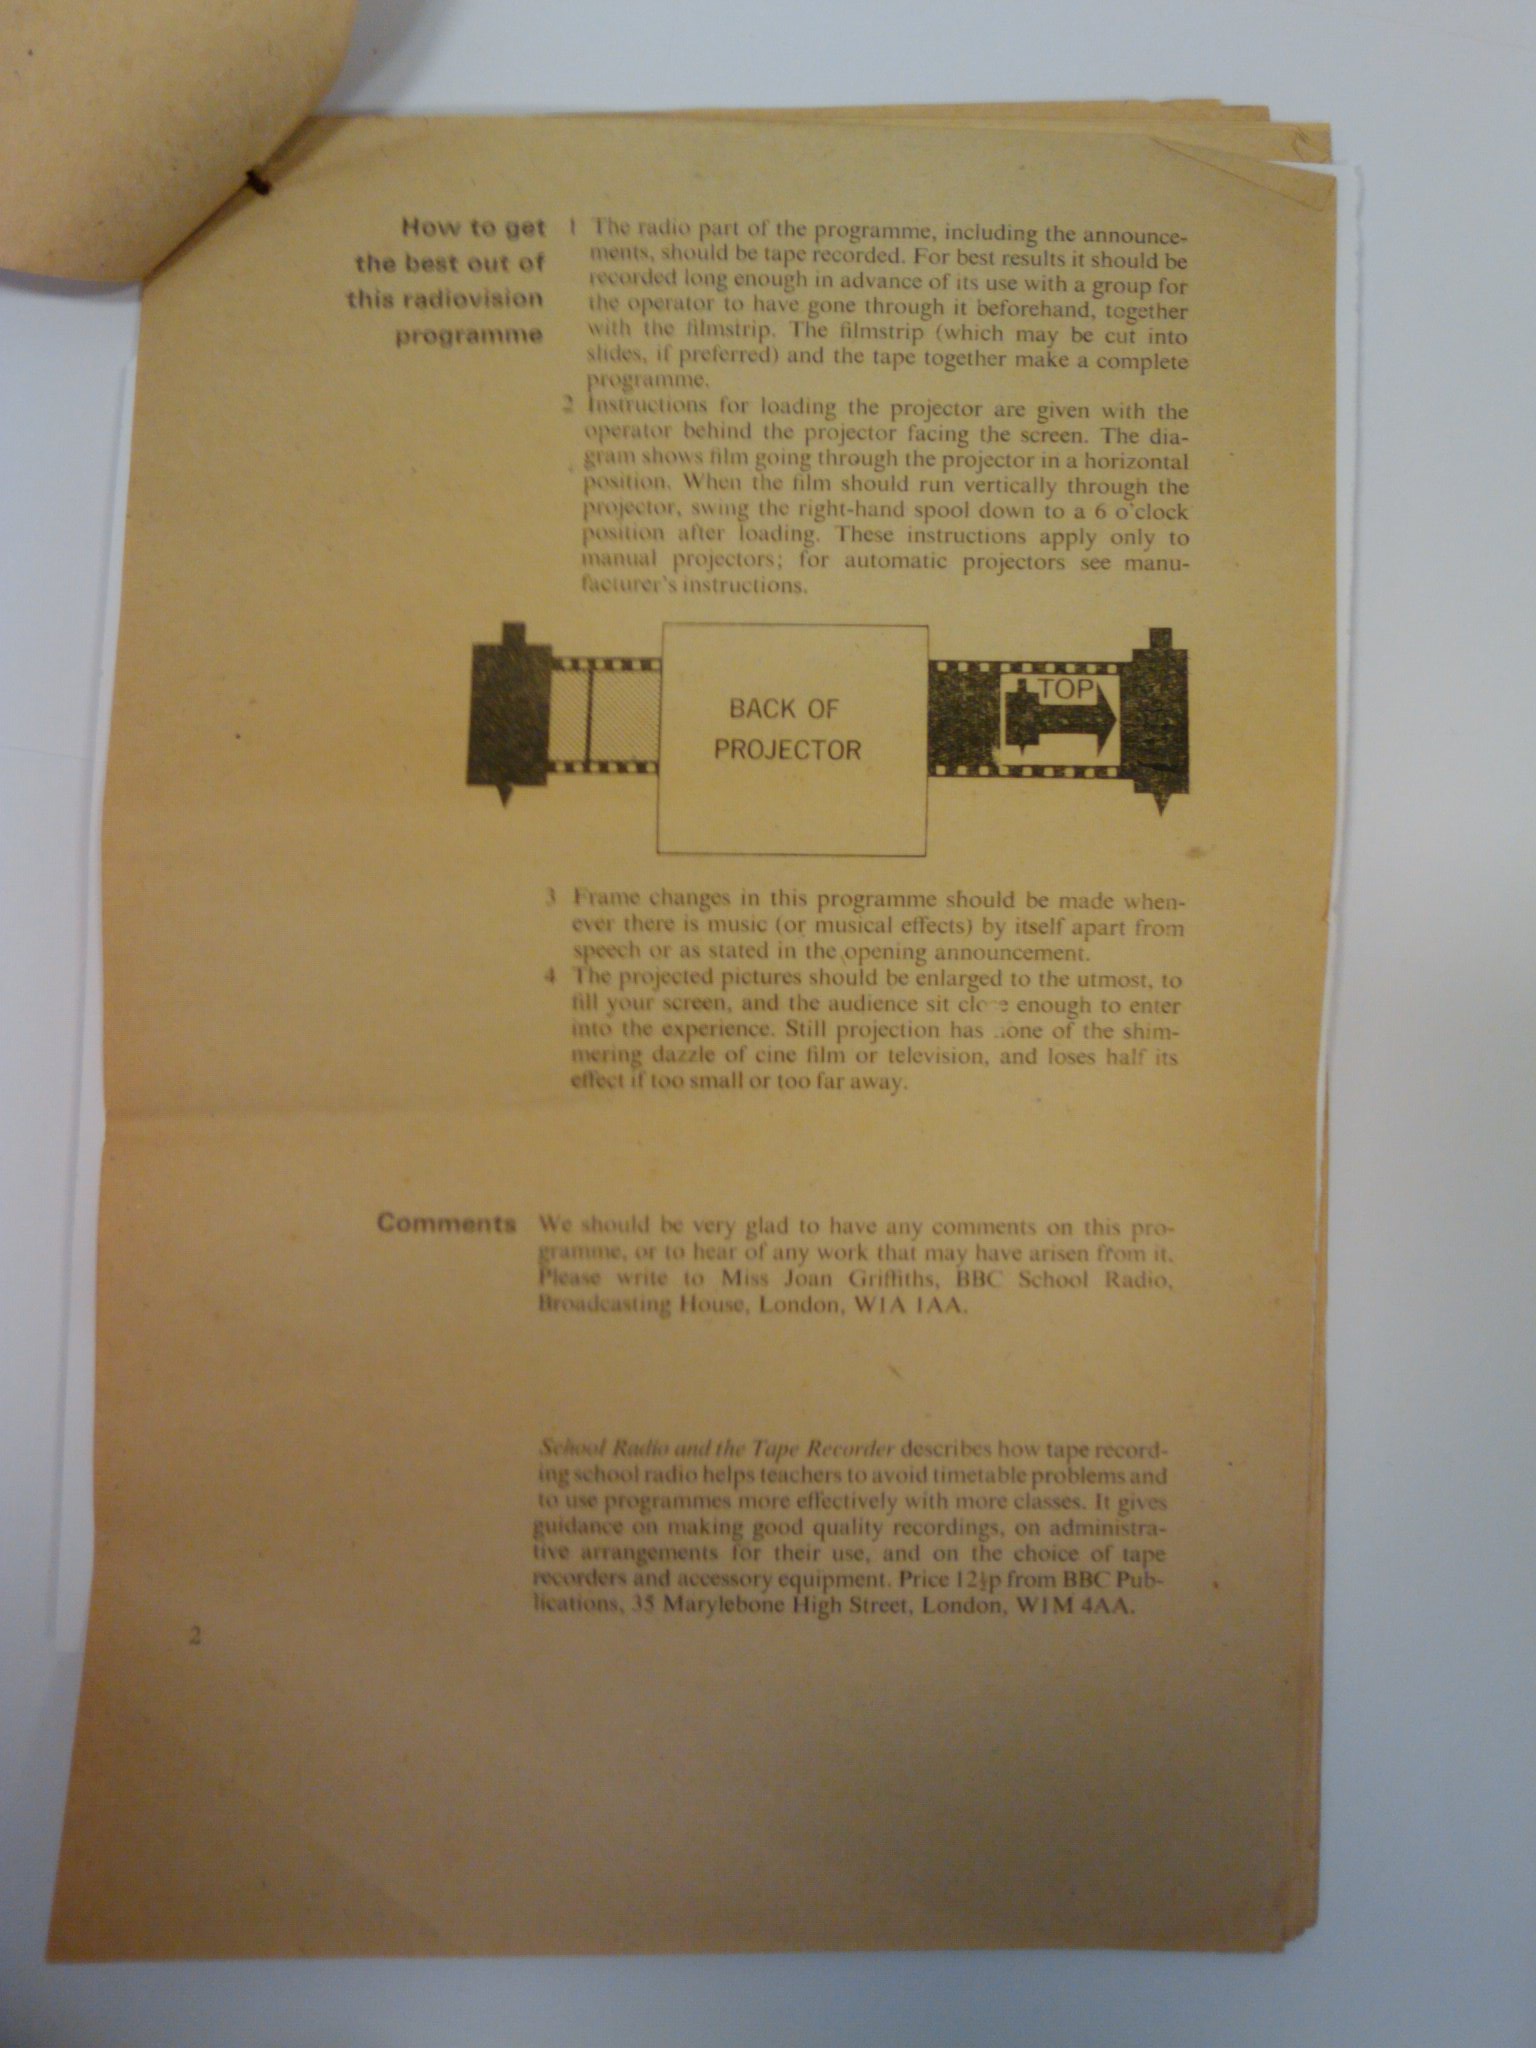 How to get
the best out of
this radiovision
programme
1 The radio part of the programme, including the announce-
ments, should be tape recorded. For best results it should be
recorded long enough in advance of its use with a group for
the operator to have gone through it beforehand, together
with the filmstrip. The filmstrip (which may be cut into
slides, if preferred) and the tape together make a complete
programme.
2 Instructions for loading the projector are given with the
operator behind the projector facing the screen. The dia-
gram shows film going through the projector in a horizontal
position. When the film should run vertically through the
projector, swing the right-hand spool down to a 6 o'clock
position after loading. These instructions apply only to
manual projectors; for automatic projectors see manu-
facturer's instructions.
BACK OF
PROJECTOR
TOP
3 Frame changes in this programme should be made when-
ever there is music (or musical effects) by itself apart from
speech or as stated in the opening announcement.
4 The projected pictures should be enlarged to the utmost, to
fill your screen, and the audience sit close enough to enter
into the experience. Still projection has none of the shim-
mering dazzle of cine film or television, and loses half its
effect if too small or too far away.
Comments
We should be very glad to have any comments on this pro-
gramme, or to hear of any work that may have arisen from it.
Please write to Miss Joan Griffiths, BBC School Radio,
Broadcasting House, London, W1A 1AA.
School Radio and the Tape Recorder describes how tape record-
ing school radio helps teachers to avoid timetable problems and
to use programmes more effectively with more classes. It gives
guidance on making good quality recordings, on administra-
tive arrangements for their use, and on the choice of tape
recorders and accessory equipment. Price 12½p from BBC Pub-
lications, 35 Marylebone High Street, London, W1M 4AA.
2